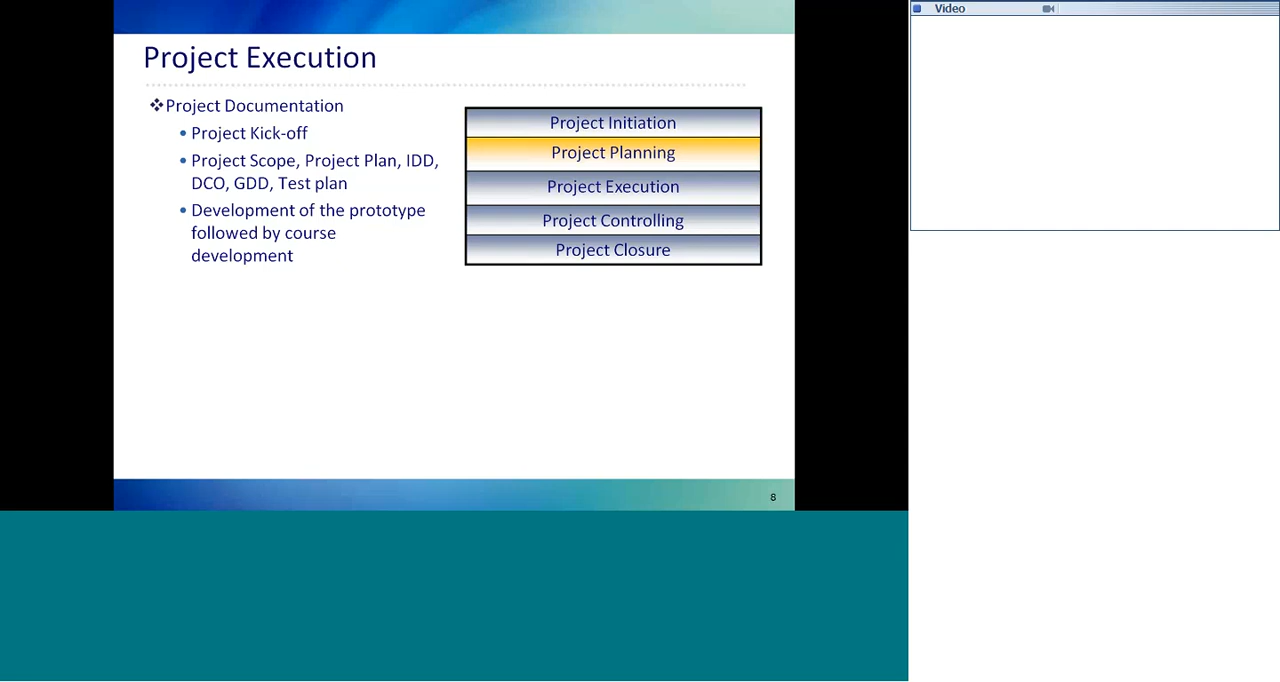 Video
Project Execution
❖Project Documentation
• Project Kick-off
• Project Scope, Project Plan, IDD,
DCO, GDD, Test plan
• Development of the prototype
followed by course
development
Project Initiation
Project Planning
Project Execution
Project Controlling
Project Closure
8